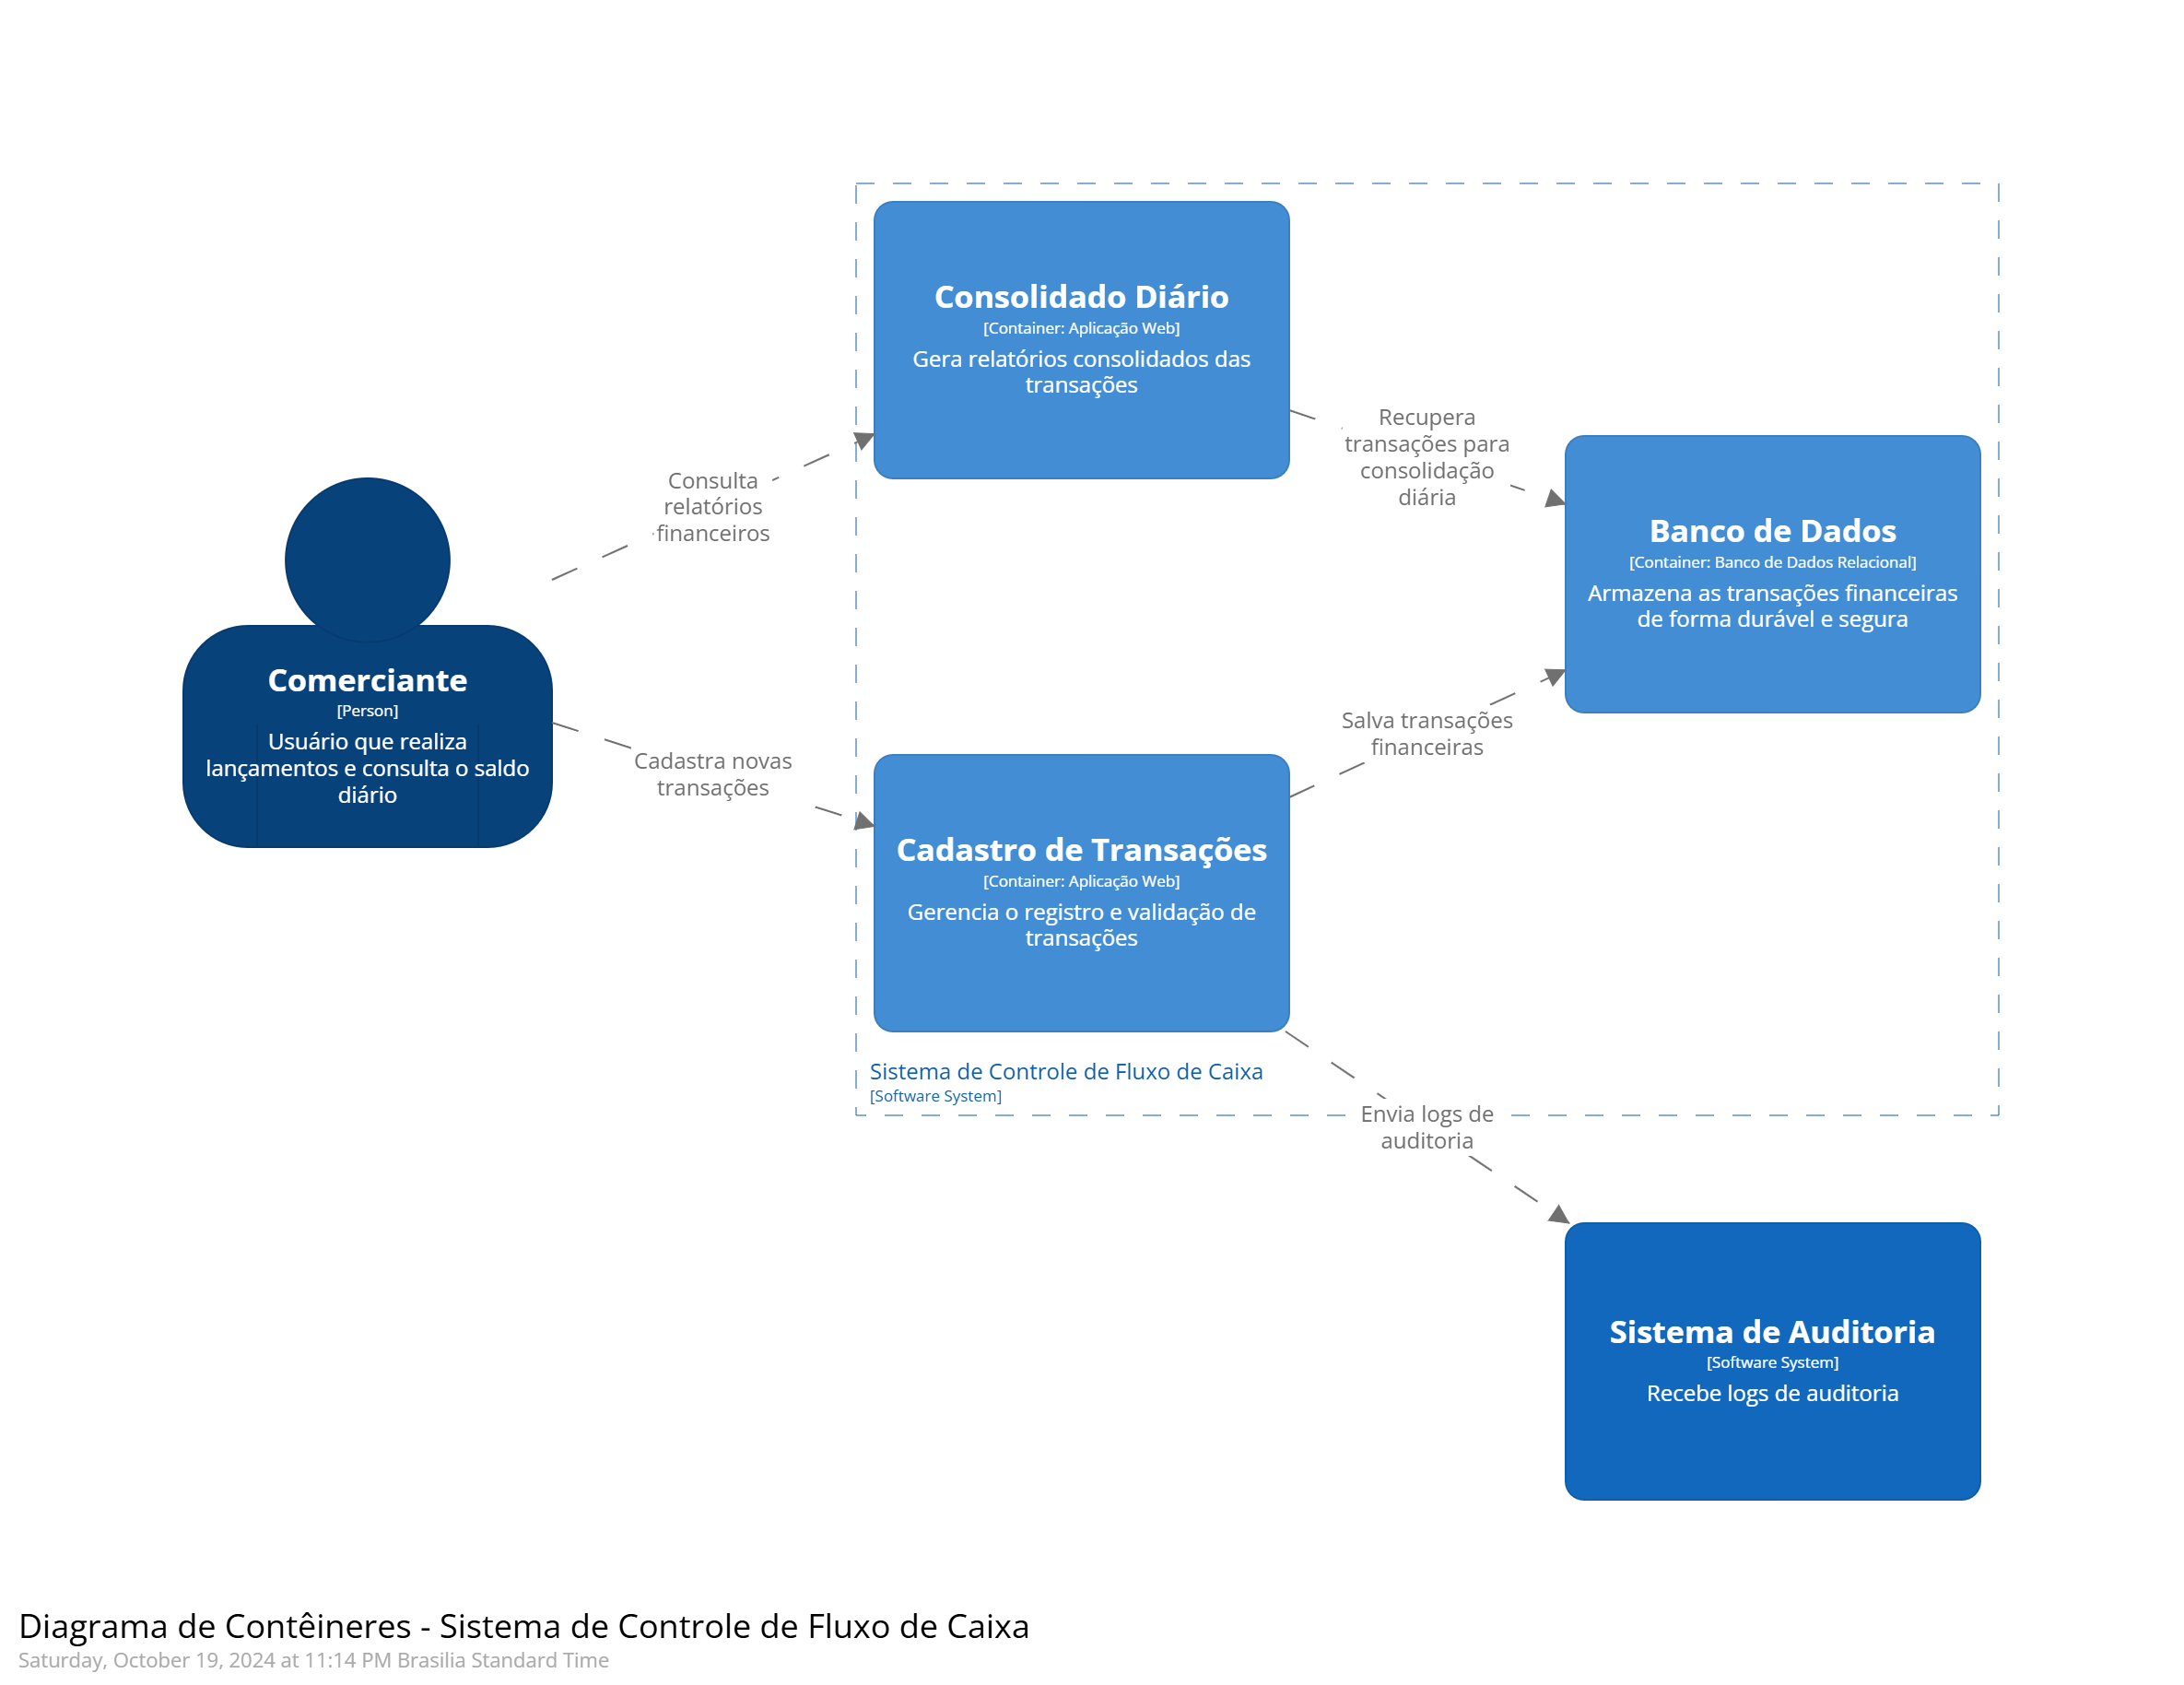 Consolidado Diário
[Container: Aplicação Web]
Gera relatórios consolidados das
transações
Recupera
transações para
consolidação
diária
Consulta
relatórios
financeiros
Banco de Dados
[Container: Banco de Dados Relacional]
Armazena as transações financeiras
de forma durável e segura
Comerciante
[Person]
Usuário que realiza
lançamentos e consulta o saldo
diário
Cadastra novas
transações
Salva transações
financeiras
Cadastro de Transações
[Container: Aplicação Web]
Gerencia o registro e validação de
transações
Sistema de Controle de Fluxo de Caixa
[Software System]
Envia logs de
auditoria
Sistema de Auditoria
[Software System]
Recebe logs de auditoria
Diagrama de Contêineres - Sistema de Controle de Fluxo de Caixa
Saturday, October 19, 2024 at 11:14 PM Brasilia Standard Time